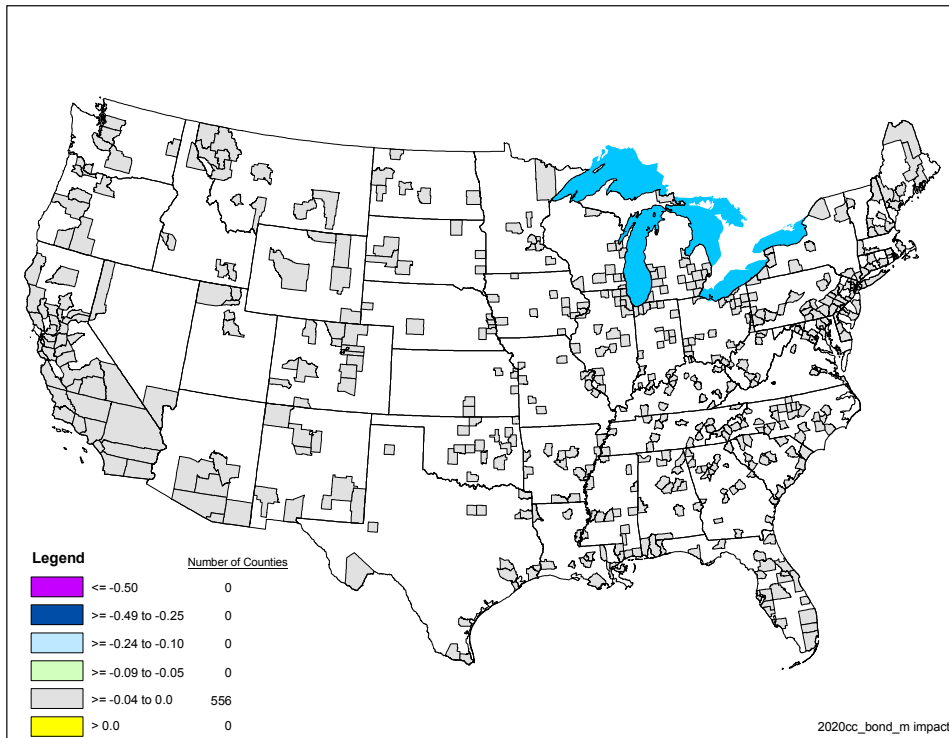 Legend
Number of Counties
<= -0.50 0
>= -0.49 to -0.25 0
>= -0.24 to -0.10 0
>= -0.09 to -0.05 0
>= -0.04 to 0.0 556
> 0.0 0
2020cc_bond_m impact